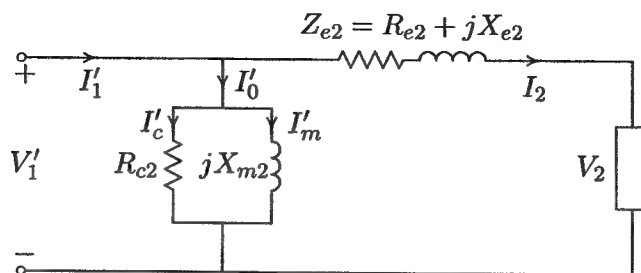 Z_{e2} = R_{e2} + jX_{e2}
+ I'_1 I'_0 I_2
I'_c I'_m
V'_1 R_{c2} jX_{m2} V_2
−